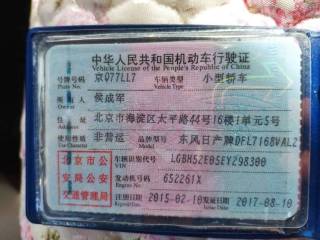 中华人民共和国机动车行驶证
Vehicle License of the People's Republic of China
号牌号码 京Q77LL7 车辆类型 小型轿车
Plate No. Vehicle Type
所有人 侯成军
Owner
住址 北京市海淀区太平路44号16楼1单元5号
Address
使用性质 非营运 品牌型号 东风日产牌DFL7168VAL2
Use Character Model
北京市公安局公安交通管理局
车辆识别代号 LGBH52E05EY298300
VIN
发动机号码 652261X
Engine No.
注册日期 2015-02-10 发证日期 2017-08-10